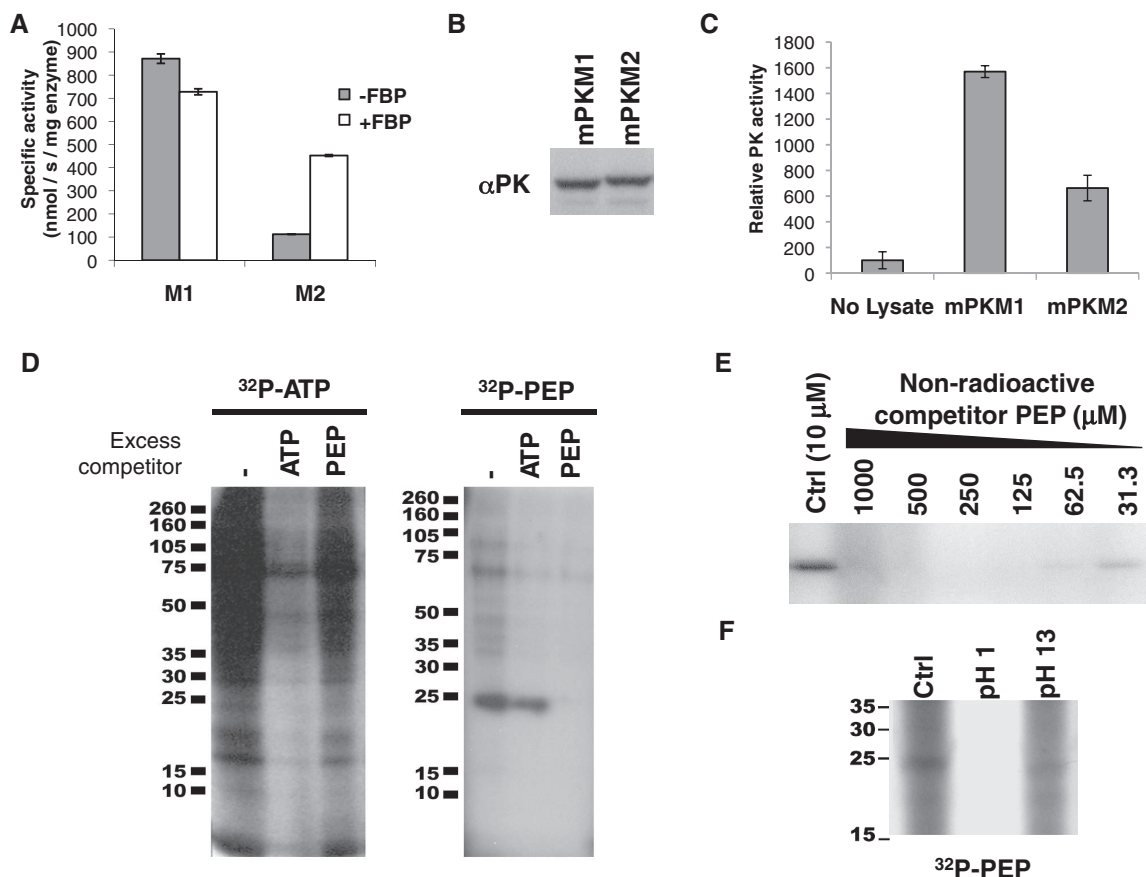 A
Specific activity
(nmol / s / mg enzyme)
1000
900
800
700
600
500
400
300
200
100
0
-FBP
+FBP
M1
M2
B
mPKM1
mPKM2
αPK
C
Relative PK activity
1800
1600
1400
1200
1000
800
600
400
200
0
No Lysate
mPKM1
mPKM2
D
³²P-ATP
Excess
competitor
-
ATP
PEP
260
160
105
75
50
35
30
25
15
10
³²P-PEP
-
ATP
PEP
260
160
105
75
50
35
30
25
15
10
E
Ctrl (10 μM)
Non-radioactive
competitor PEP (μM)
1000
500
250
125
62.5
31.3
F
Ctrl
pH 1
pH 13
35
30
25
15
³²P-PEP